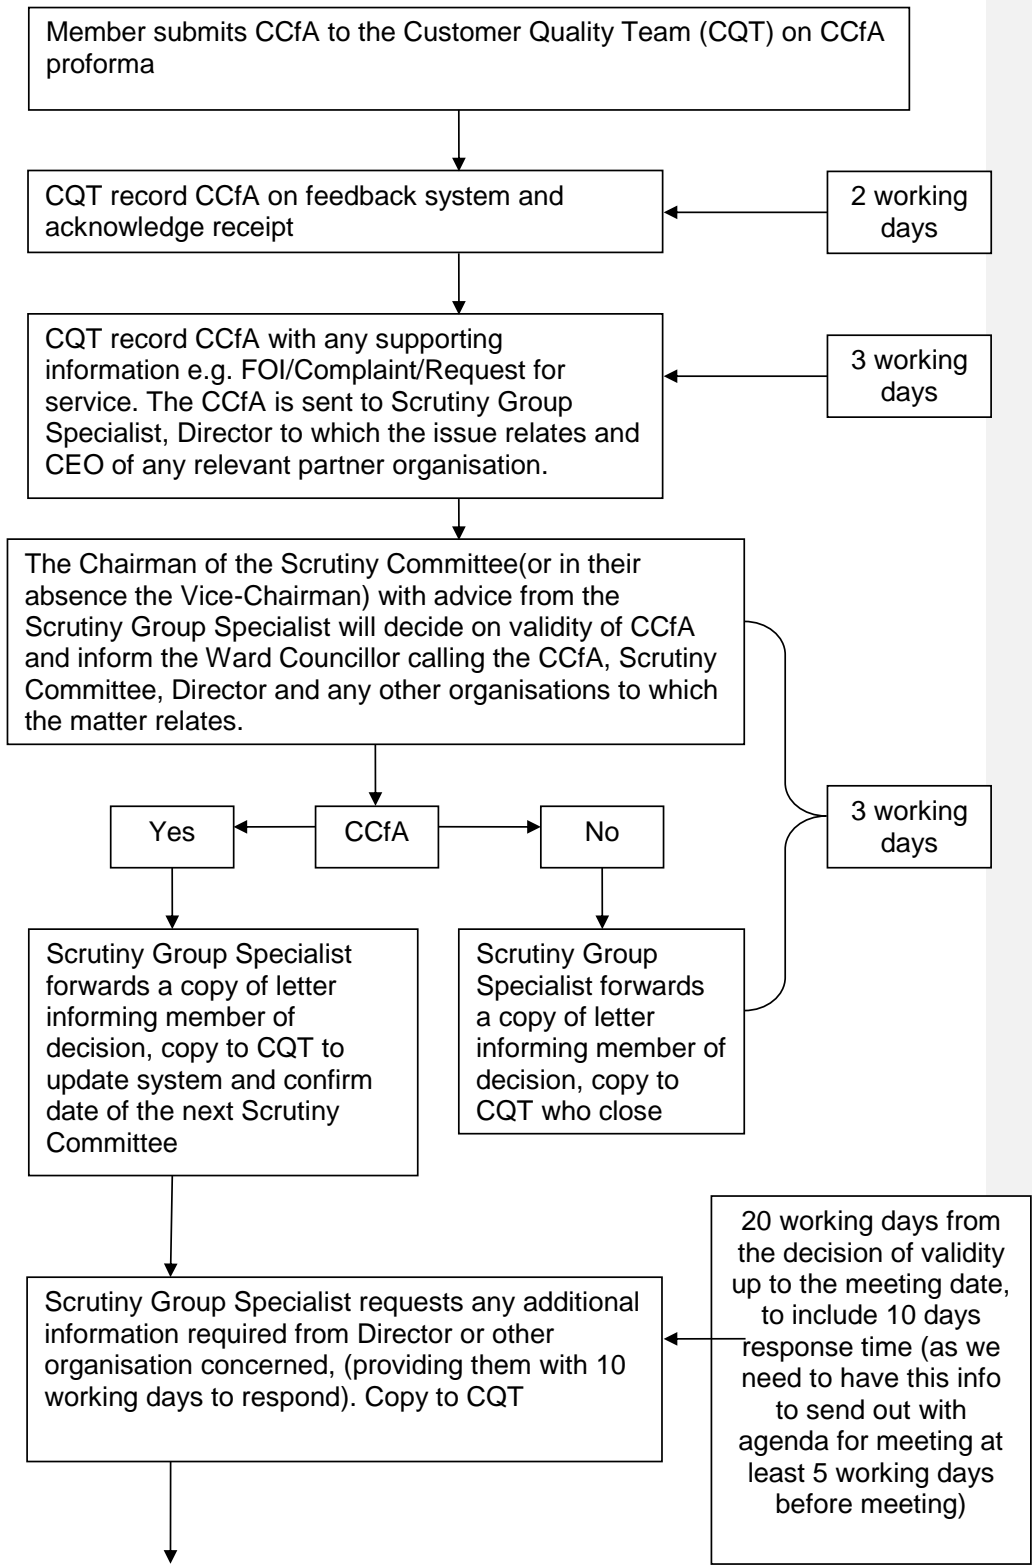 Member submits CCfA to the Customer Quality Team (CQT) on CCfA
proforma
CQT record CCfA on feedback system and
acknowledge receipt
2 working
days
CQT record CCfA with any supporting
information e.g. FOI/Complaint/Request for
service. The CCfA is sent to Scrutiny Group
Specialist, Director to which the issue relates and
CEO of any relevant partner organisation.
3 working
days
The Chairman of the Scrutiny Committee(or in their
absence the Vice-Chairman) with advice from the
Scrutiny Group Specialist will decide on validity of CCfA
and inform the Ward Councillor calling the CCfA, Scrutiny
Committee, Director and any other organisations to which
the matter relates.
Yes
CCfA
No
3 working
days
Scrutiny Group Specialist
forwards a copy of letter
informing member of
decision, copy to CQT to
update system and confirm
date of the next Scrutiny
Committee
Scrutiny Group
Specialist forwards
a copy of letter
informing member of
decision, copy to
CQT who close
Scrutiny Group Specialist requests any additional
information required from Director or other
organisation concerned, (providing them with 10
working days to respond). Copy to CQT
20 working days from
the decision of validity
up to the meeting date,
to include 10 days
response time (as we
need to have this info
to send out with
agenda for meeting at
least 5 working days
before meeting)